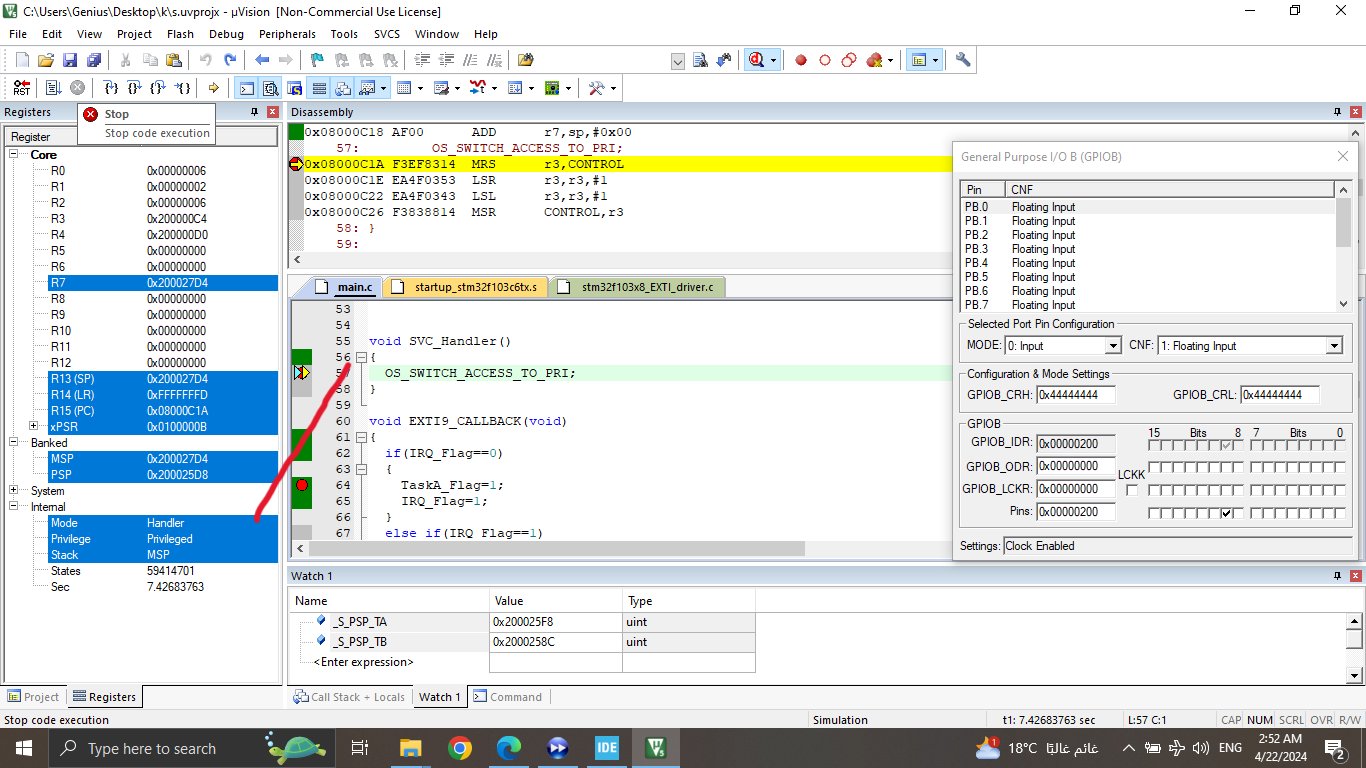 C:\Users\Genius\Desktop\k\s.uvprojx - µVision [Non-Commercial Use License]
File Edit View Project Flash Debug Peripherals Tools SVCS Window Help
RST
Registers
Stop
Stop code execution
Register
Core
R0 0x00000006
R1 0x00000002
R2 0x00000006
R3 0x200000C4
R4 0x200000D0
R5 0x00000000
R6 0x00000000
R7 0x200027D4
R8 0x00000000
R9 0x00000000
R10 0x00000000
R11 0x00000000
R12 0x00000000
R13 (SP) 0x200027D4
R14 (LR) 0xFFFFFFFD
R15 (PC) 0x08000C1A
xPSR 0x0100000B
Banked
MSP 0x200027D4
PSP 0x200025D8
System
Internal
Mode Handler
Privilege Privileged
Stack MSP
States 59414701
Sec 7.42683763
Project Registers
Disassembly
0x08000C18 AF00 ADD r7,sp,#0x00
57: OS_SWITCH_ACCESS_TO_PRI;
0x08000C1A F3EF8314 MRS r3,CONTROL
0x08000C1E EA4F0353 LSR r3,r3,#1
0x08000C22 EA4F0343 LSL r3,r3,#1
0x08000C26 F3838814 MSR CONTROL,r3
58: }
59:
main.c startup_stm32f103c6tx.s stm32f103x8_EXTI_driver.c
53
54
55 void SVC_Handler()
56 {
57 OS_SWITCH_ACCESS_TO_PRI;
58 }
59
60 void EXTI9_CALLBACK(void)
61 {
62 if(IRQ_Flag==0)
63 {
64 TaskA_Flag=1;
65 IRQ_Flag=1;
66 }
67 else if(IRQ_Flag==1)
General Purpose I/O B (GPIOB)
Pin CNF
PB.0 Floating Input
PB.1 Floating Input
PB.2 Floating Input
PB.3 Floating Input
PB.4 Floating Input
PB.5 Floating Input
PB.6 Floating Input
PB.7 Floating Input
Selected Port Pin Configuration
MODE: 0: Input CNF: 1: Floating Input
Configuration & Mode Settings
GPIOB_CRH: 0x44444444 GPIOB_CRL: 0x44444444
GPIOB
15 Bits 8 7 Bits 0
GPIOB_IDR: 0x00000200
GPIOB_ODR: 0x00000000
LCKK
GPIOB_LCKR: 0x00000000
Pins: 0x00000200
Settings: Clock Enabled
Watch 1
Name Value Type
_S_PSP_TA 0x200025F8 uint
_S_PSP_TB 0x2000258C uint
<Enter expression>
Call Stack + Locals Watch 1 Command
Stop code execution Simulation t1: 7.42683763 sec L:57 C:1 CAP NUM SCRL OVR R/W
Type here to search
IDE
1 18°C غائم غالبًا ENG
2:52 AM
4/22/2024
2